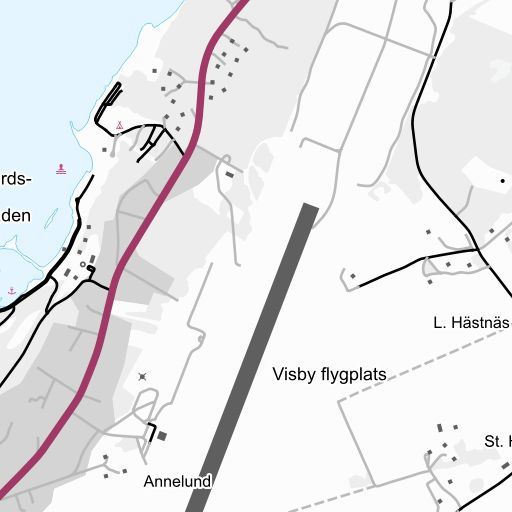 rds-
den
L. Hästnäs
Visby flygplats
St. H
Annelund